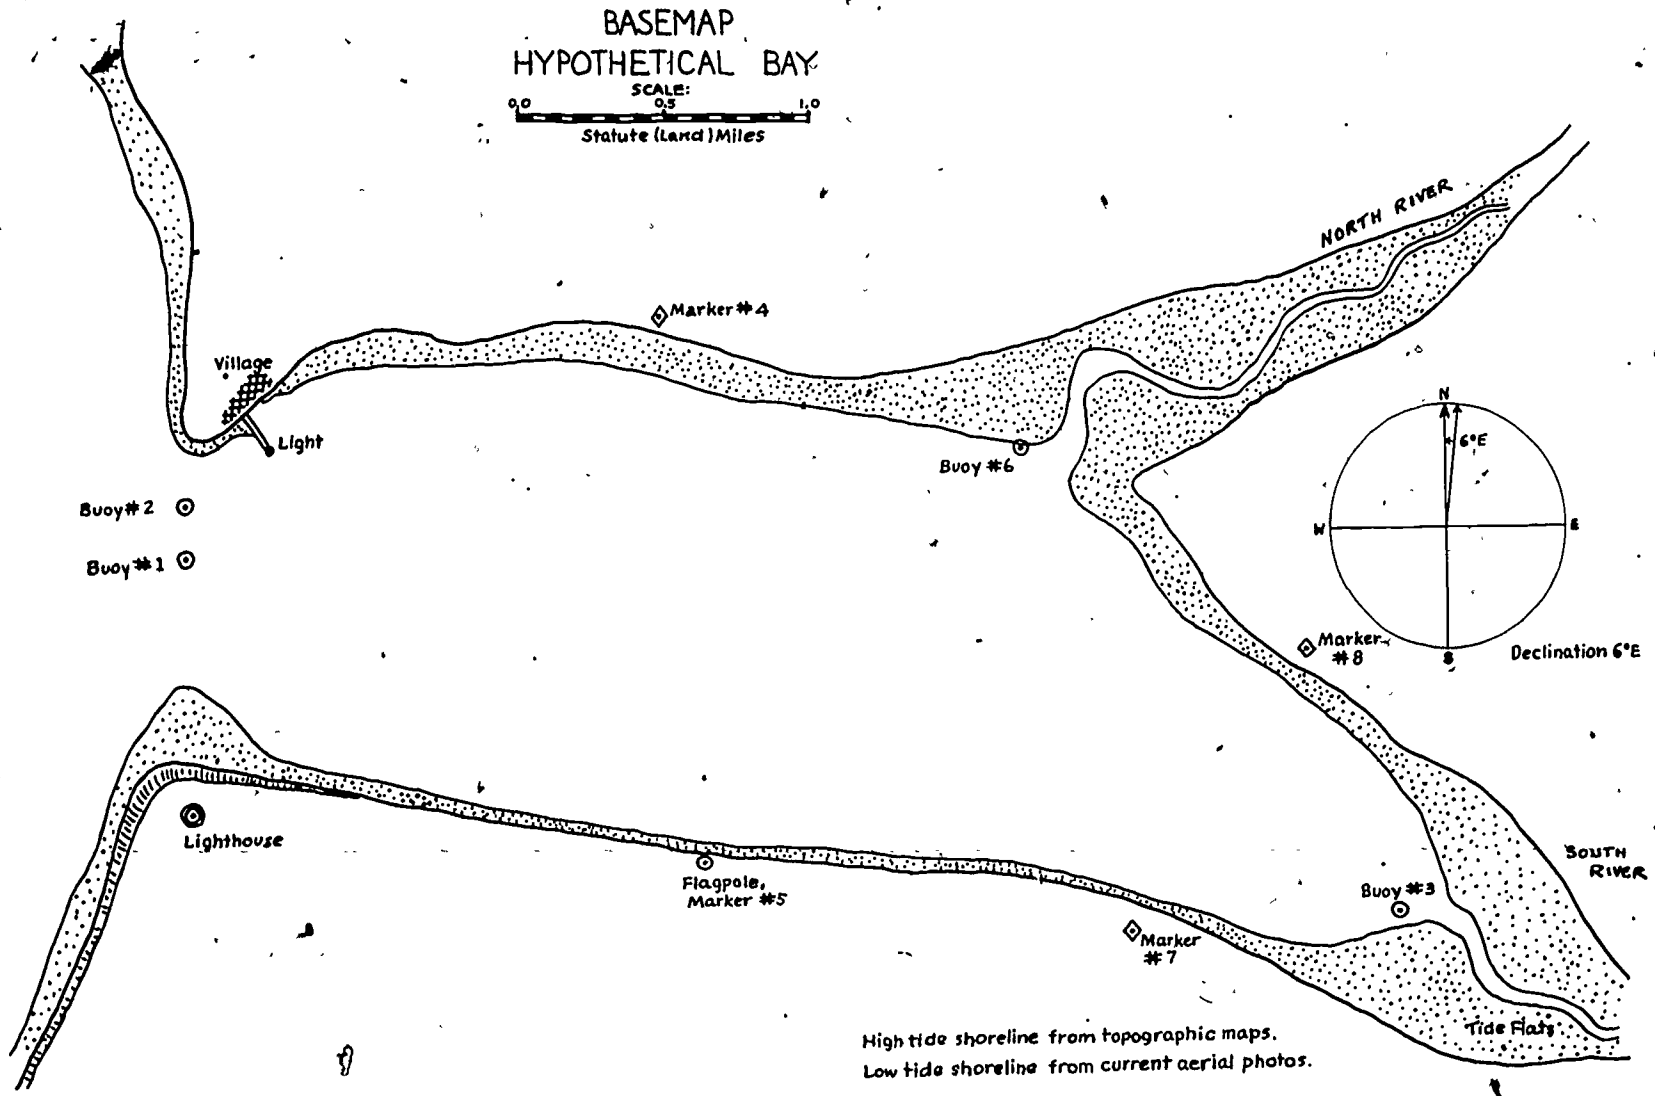 BASEMAP
HYPOTHETICAL BAY
SCALE:
0.0 0.5 1.0
Statute (Land) Miles
NORTH RIVER
Marker #4
Village
Light
Buoy #6
Buoy #2
Buoy #1
N
6°E
W
E
S
Declination 6°E
Marker
#8
Lighthouse
Flagpole,
Marker #5
SOUTH
RIVER
Buoy #3
Marker
#7
Tide Flats
High tide shoreline from topographic maps.
Low tide shoreline from current aerial photos.